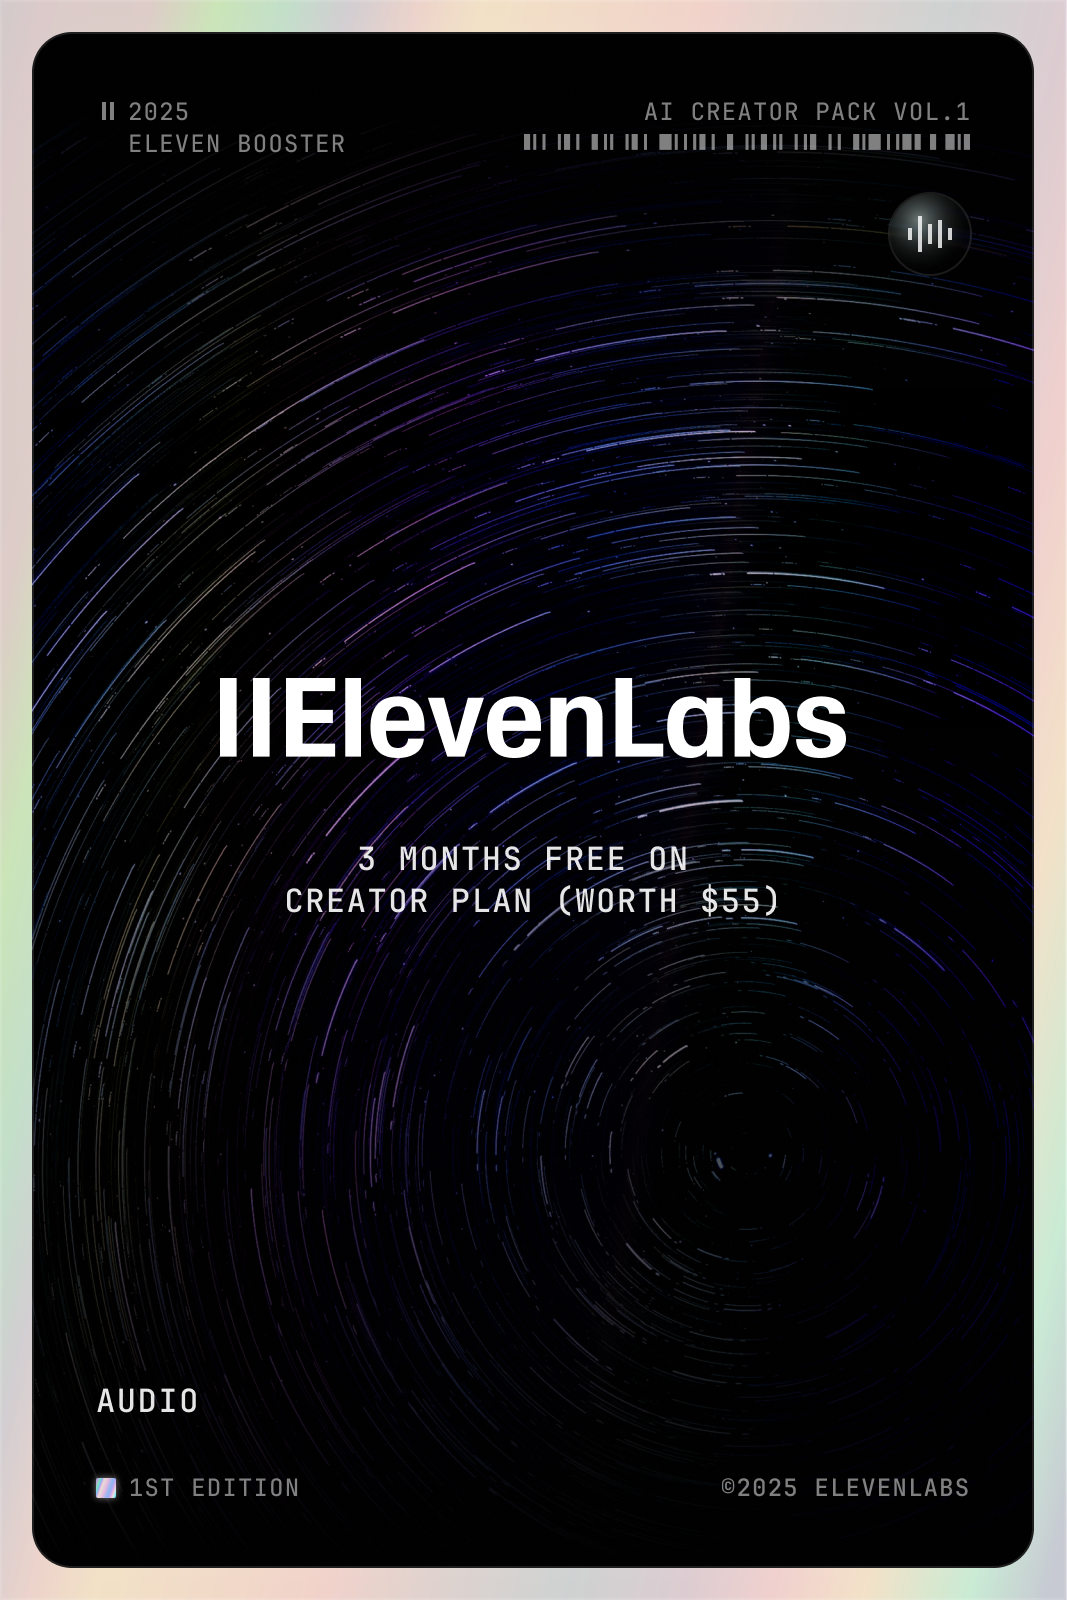 2025
ELEVEN BOOSTER
AI CREATOR PACK VOL.1
IIElevenLabs
3 MONTHS FREE ON
CREATOR PLAN (WORTH $55)
AUDIO
1ST EDITION
©2025 ELEVENLABS